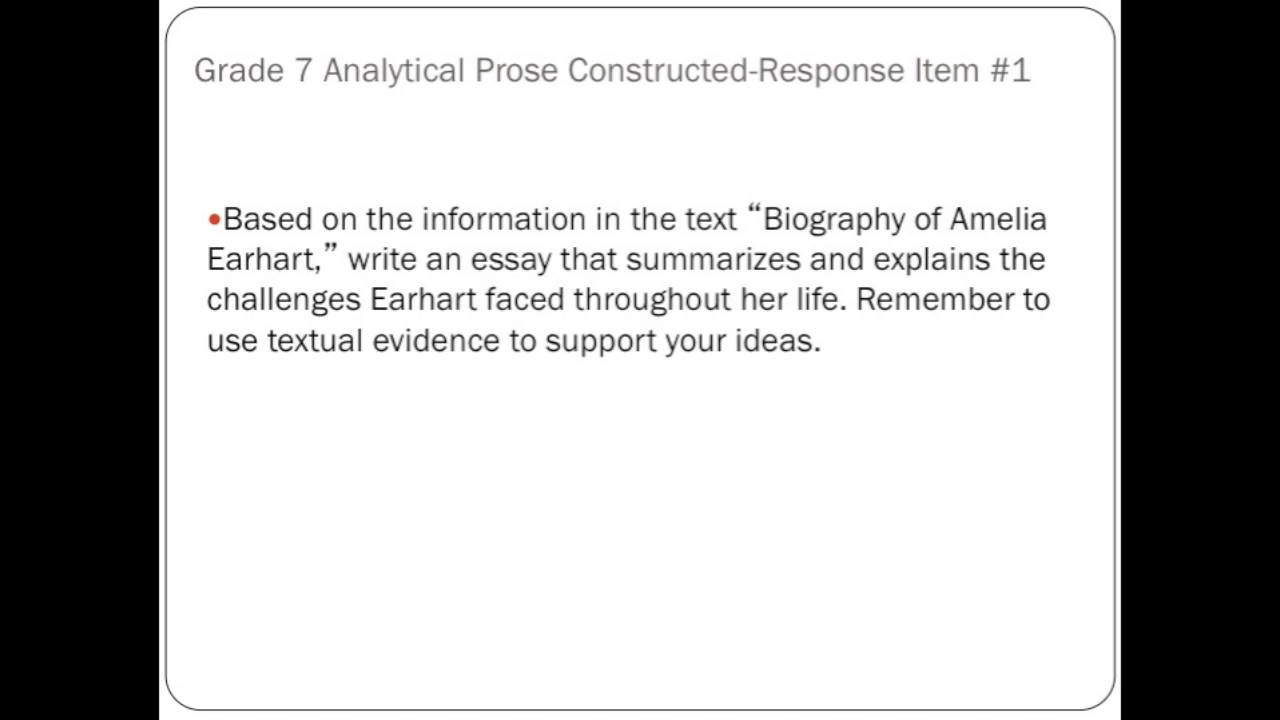 Grade 7 Analytical Prose Constructed-Response Item #1
•Based on the information in the text “Biography of Amelia
Earhart,” write an essay that summarizes and explains the
challenges Earhart faced throughout her life. Remember to
use textual evidence to support your ideas.